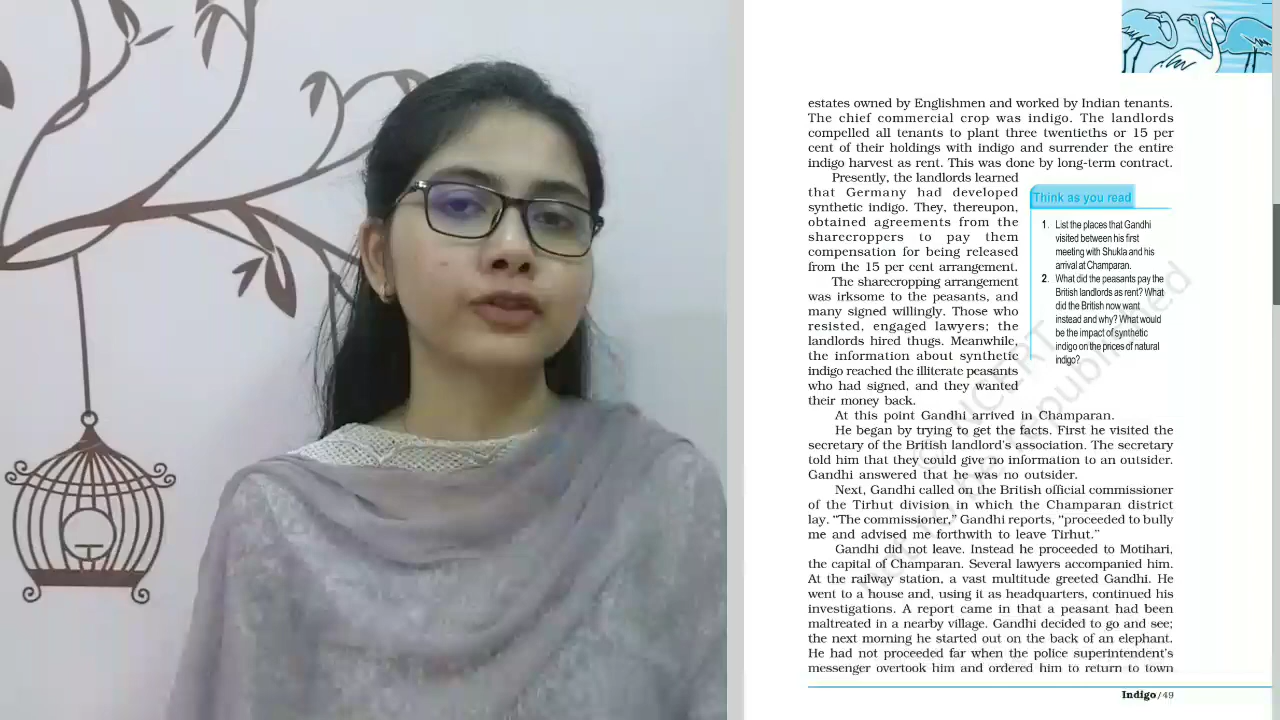 estates owned by Englishmen and worked by Indian tenants.
The chief commercial crop was indigo. The landlords
compelled all tenants to plant three twentieths or 15 per
cent of their holdings with indigo and surrender the entire
indigo harvest as rent. This was done by long-term contract.
Presently, the landlords learned
that Germany had developed
synthetic indigo. They, thereupon,
obtained agreements from the
sharecroppers to pay them
compensation for being released
from the 15 per cent arrangement.
The sharecropping arrangement
was irksome to the peasants, and
many signed willingly. Those who
resisted, engaged lawyers; the
landlords hired thugs. Meanwhile,
the information about synthetic
indigo reached the illiterate peasants
who had signed, and they wanted
their money back.
Think as you read
1. List the places that Gandhi
visited between his first
meeting with Shukla and his
arrival at Champaran.
2. What did the peasants pay the
British landlords as rent? What
did the British now want
instead and why? What would
be the impact of synthetic
indigo on the prices of natural
indigo?
At this point Gandhi arrived in Champaran.
He began by trying to get the facts. First he visited the
secretary of the British landlord's association. The secretary
told him that they could give no information to an outsider.
Gandhi answered that he was no outsider.
Next, Gandhi called on the British official commissioner
of the Tirhut division in which the Champaran district
lay. “The commissioner,” Gandhi reports, “proceeded to bully
me and advised me forthwith to leave Tirhut.”
Gandhi did not leave. Instead he proceeded to Motihari,
the capital of Champaran. Several lawyers accompanied him.
At the railway station, a vast multitude greeted Gandhi. He
went to a house and, using it as headquarters, continued his
investigations. A report came in that a peasant had been
maltreated in a nearby village. Gandhi decided to go and see;
the next morning he started out on the back of an elephant.
He had not proceeded far when the police superintendent's
messenger overtook him and ordered him to return to town
Indigo/49